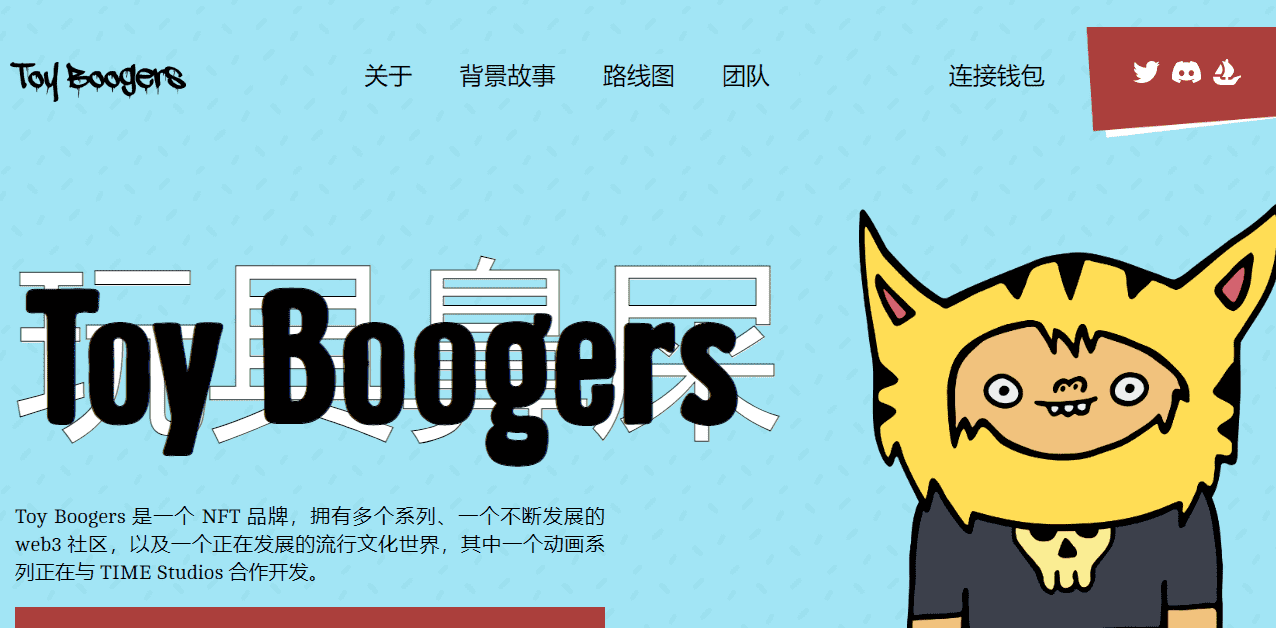 Toy Boogers
关于 背景故事 路线图 团队 连接钱包
玩具鼻屎
Toy Boogers
Toy Boogers 是一个 NFT 品牌，拥有多个系列、一个不断发展的
web3 社区，以及一个正在发展的流行文化世界，其中一个动画系
列正在与 TIME Studios 合作开发。